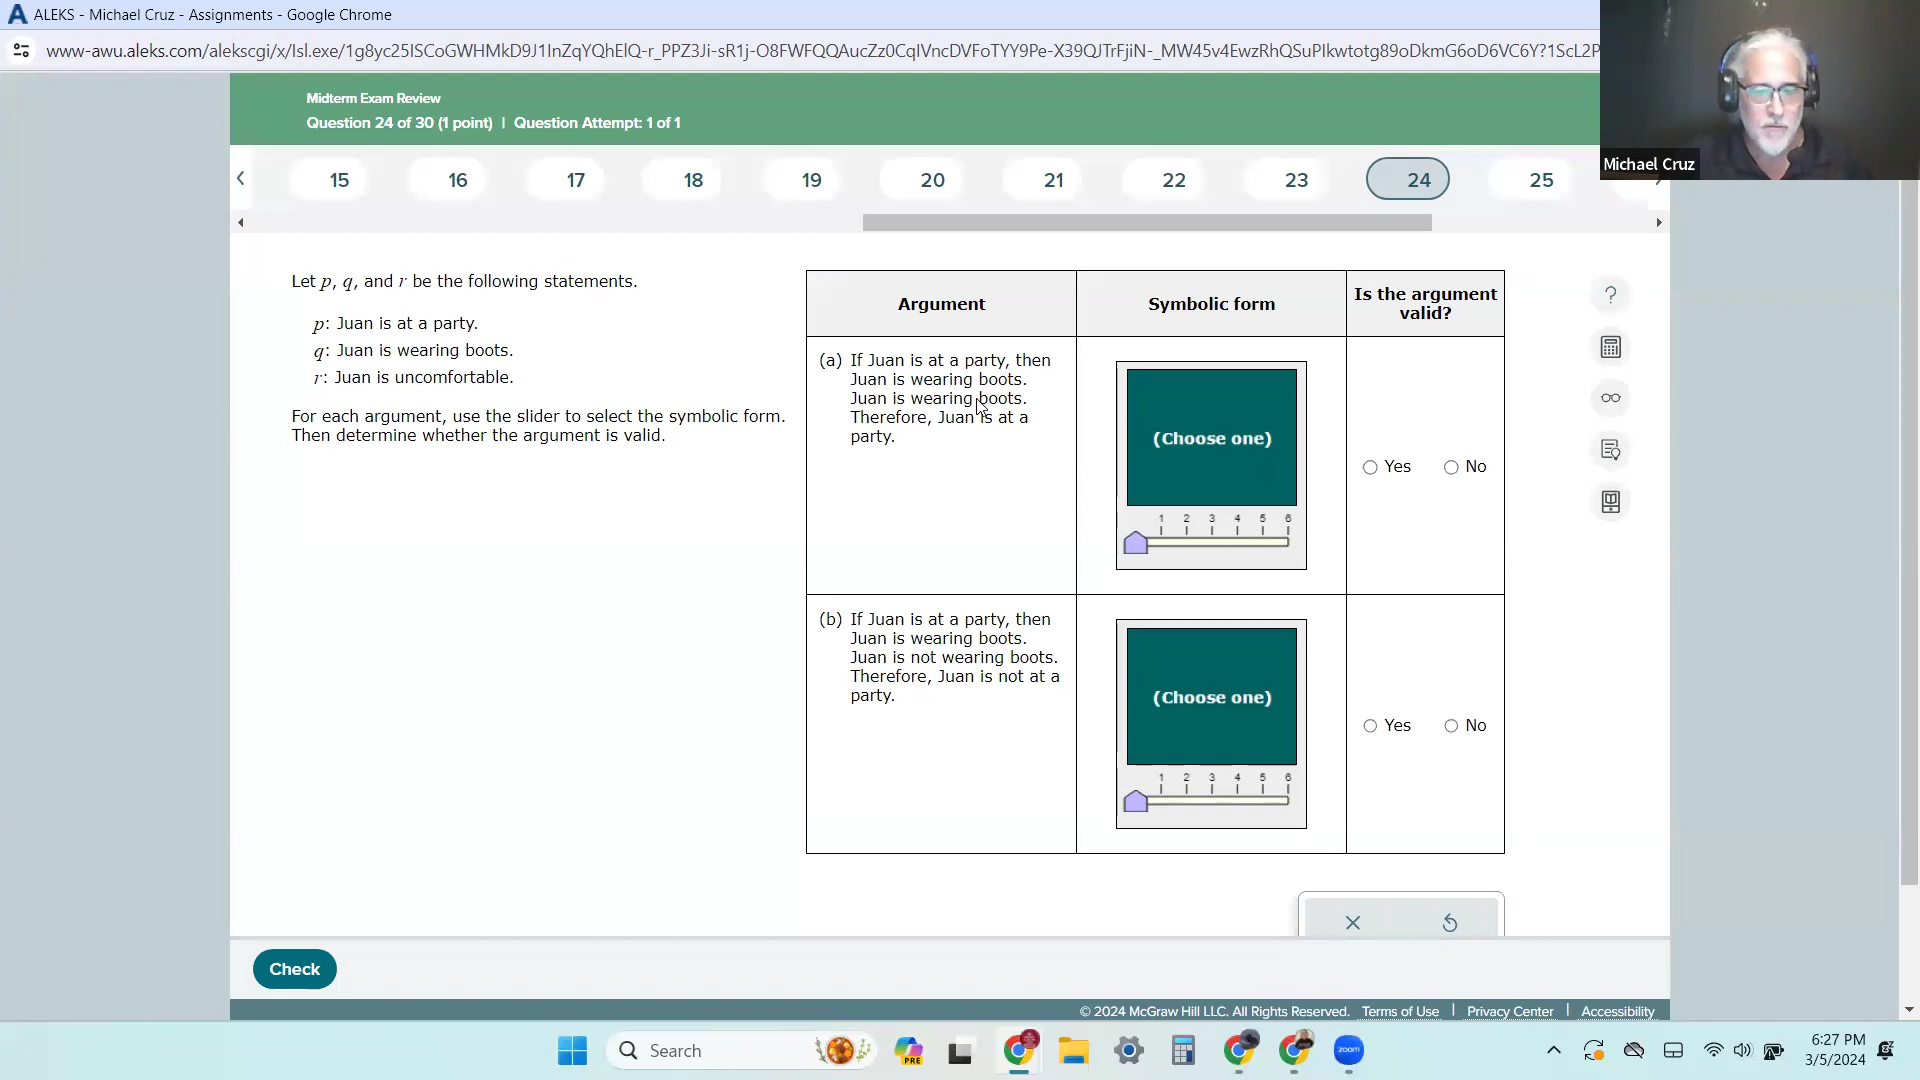 ALEKS - Michael Cruz - Assignments - Google Chrome
www-awu.aleks.com/alekscgi/x/Isl.exe/1g8yc25ISCoGWHMkD9J1InZqYQhElQ-r_PPZ3Ji-sR1j-O8FWFQQAucZz0CqIVncDVFoTYY9Pe-X39QJTrFjiN-_MW45v4EwzRhQSuPIkwtotg89oDkmG6oD6VC6Y?1ScL2P
Michael Cruz
Midterm Exam Review
Question 24 of 30 (1 point) | Question Attempt: 1 of 1
15 16 17 18 19 20 21 22 23 24 25
Let p, q, and r be the following statements.
p: Juan is at a party.
q: Juan is wearing boots.
r: Juan is uncomfortable.
For each argument, use the slider to select the symbolic form.
Then determine whether the argument is valid.
Argument
Symbolic form
Is the argument
valid?
(a) If Juan is at a party, then
Juan is wearing boots.
Juan is wearing boots.
Therefore, Juan is at a
party.
(Choose one)
1 2 3 4 5 6
Yes No
(b) If Juan is at a party, then
Juan is wearing boots.
Juan is not wearing boots.
Therefore, Juan is not at a
party.
(Choose one)
1 2 3 4 5 6
Yes No
?
Check
© 2024 McGraw Hill LLC. All Rights Reserved. Terms of Use | Privacy Center | Accessibility
Search
PRE
zoom
6:27 PM
3/5/2024